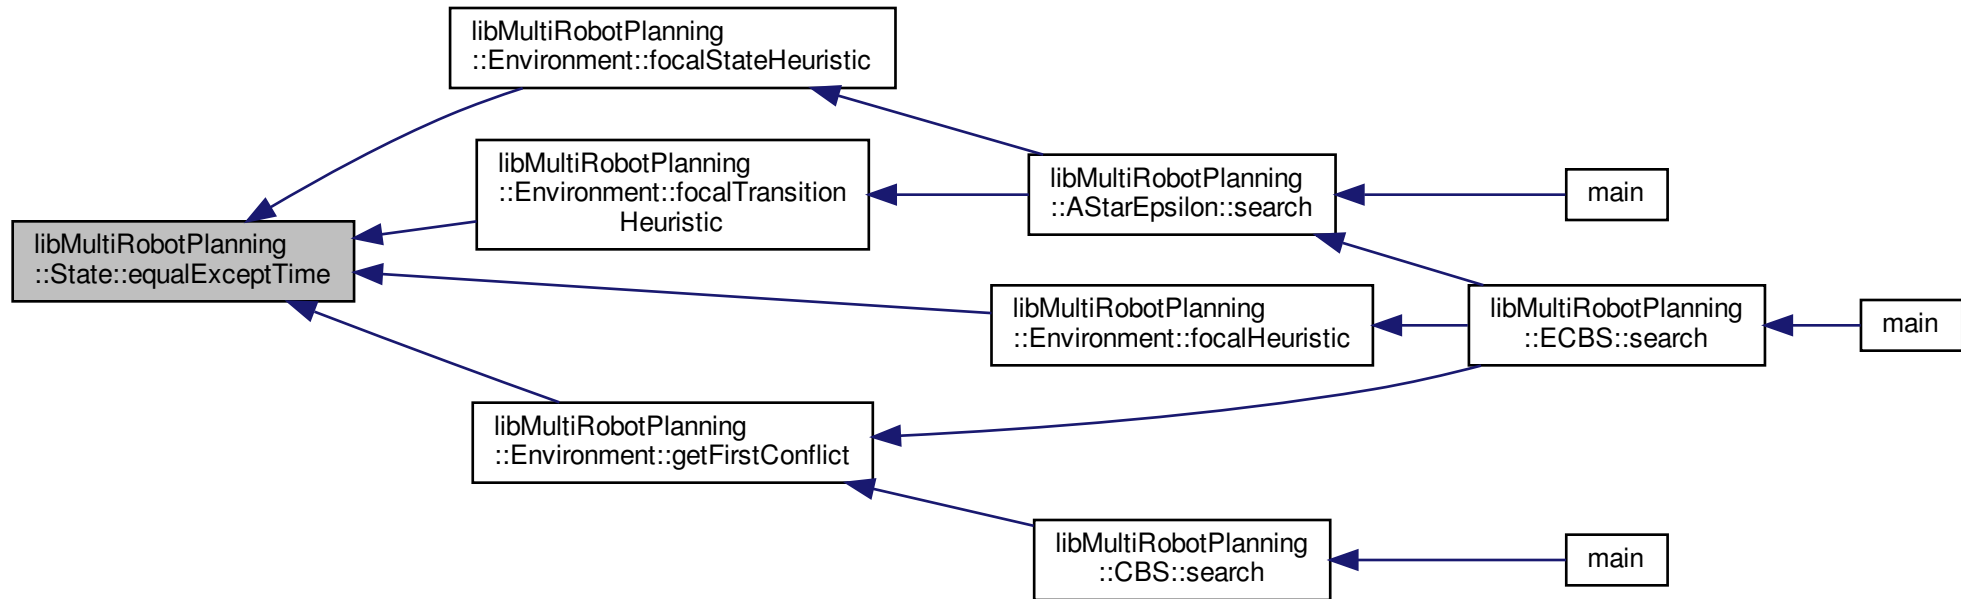 libMultiRobotPlanning
::State::equalExceptTime
libMultiRobotPlanning
::Environment::focalStateHeuristic
libMultiRobotPlanning
::Environment::focalTransition
Heuristic
libMultiRobotPlanning
::AStarEpsilon::search
main
libMultiRobotPlanning
::Environment::focalHeuristic
libMultiRobotPlanning
::ECBS::search
main
libMultiRobotPlanning
::Environment::getFirstConflict
libMultiRobotPlanning
::CBS::search
main